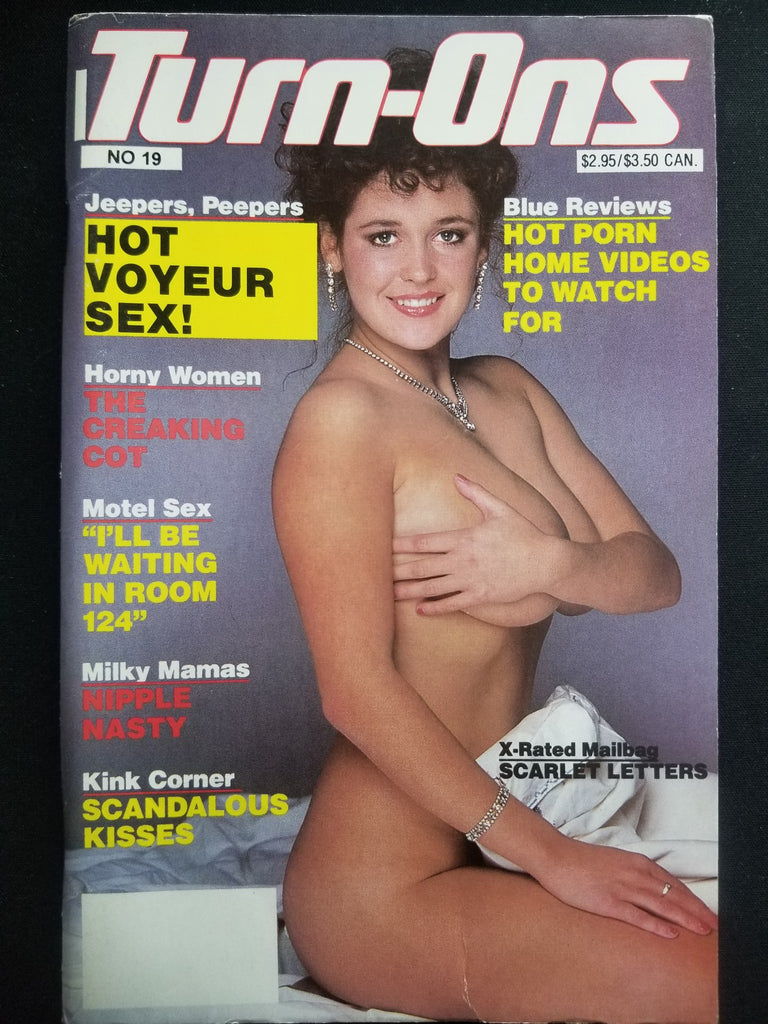 Turn-Ons
NO 19
$2.95/$3.50 CAN.
Jeepers, Peepers
HOT
VOYEUR
SEX!
Blue Reviews
HOT PORN
HOME VIDEOS
TO WATCH
FOR
Horny Women
THE
CREAKING
COT
Motel Sex
“I’LL BE
WAITING
IN ROOM
124”
Milky Mamas
NIPPLE
NASTY
X-Rated Mailbag
SCARLET LETTERS
Kink Corner
SCANDALOUS
KISSES